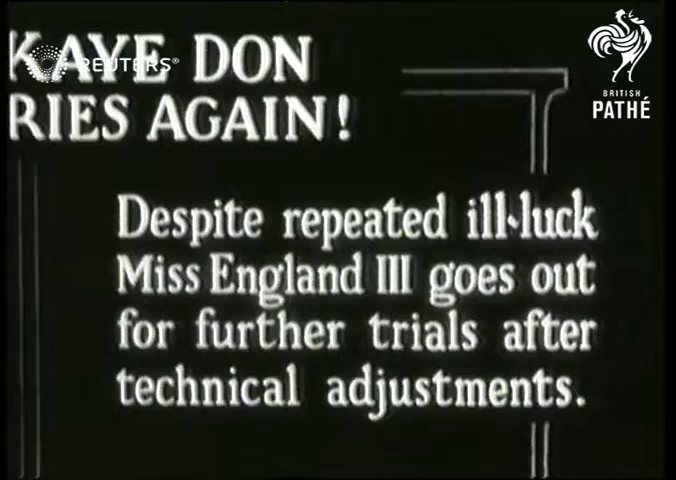 KAYE DON
RIES AGAIN!
REUTERS®
BRITISH
PATHÉ
Despite repeated ill-luck
Miss England III goes out
for further trials after
technical adjustments.